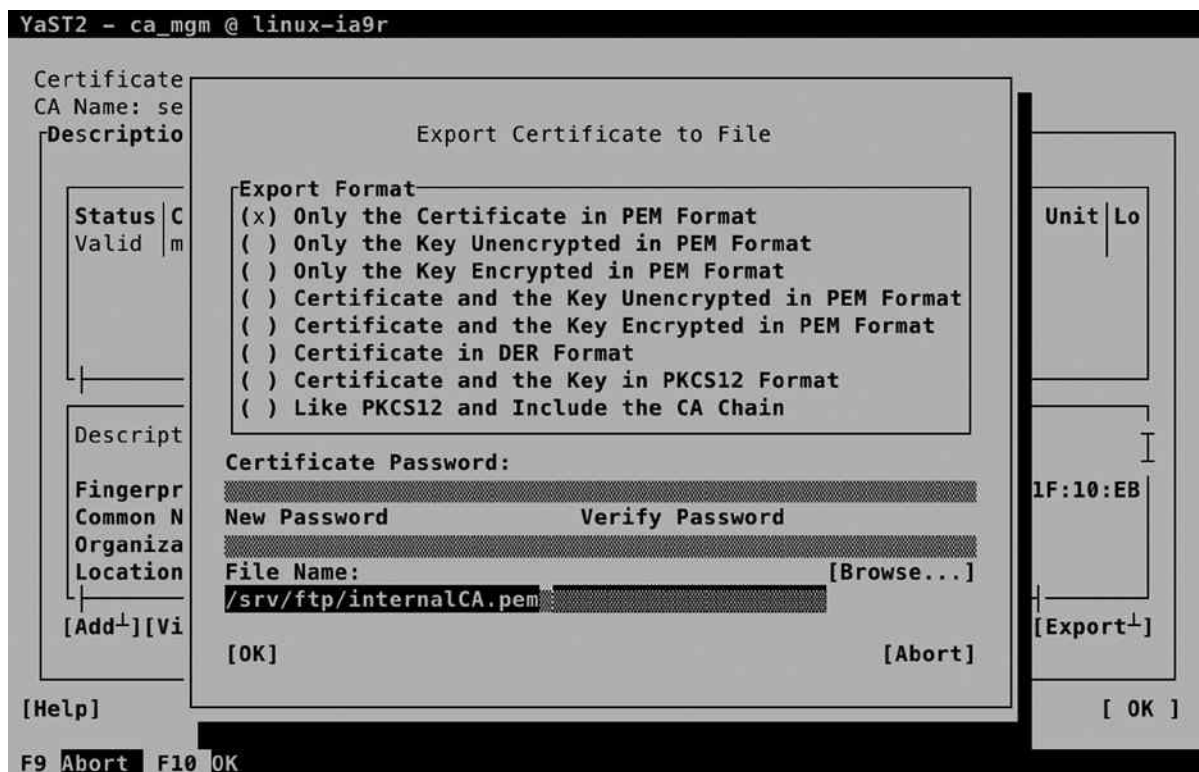 YaST2 - ca_mgm @ linux-ia9r
Certificate
CA Name: se
Descriptio
Export Certificate to File
Export Format
Status C
(x) Only the Certificate in PEM Format
Unit Lo
Valid m
( ) Only the Key Unencrypted in PEM Format
( ) Only the Key Encrypted in PEM Format
( ) Certificate and the Key Unencrypted in PEM Format
( ) Certificate and the Key Encrypted in PEM Format
( ) Certificate in DER Format
( ) Certificate and the Key in PKCS12 Format
( ) Like PKCS12 and Include the CA Chain
Descript
Certificate Password:
Fingerpr
1F:10:EB
Common N
New Password Verify Password
Organiza
Location
File Name: [Browse...]
/srv/ftp/internalCA.pem
[Add┴][Vi
[Export┴]
[OK] [Abort]
[Help] [ OK ]
F9 Abort F10 OK